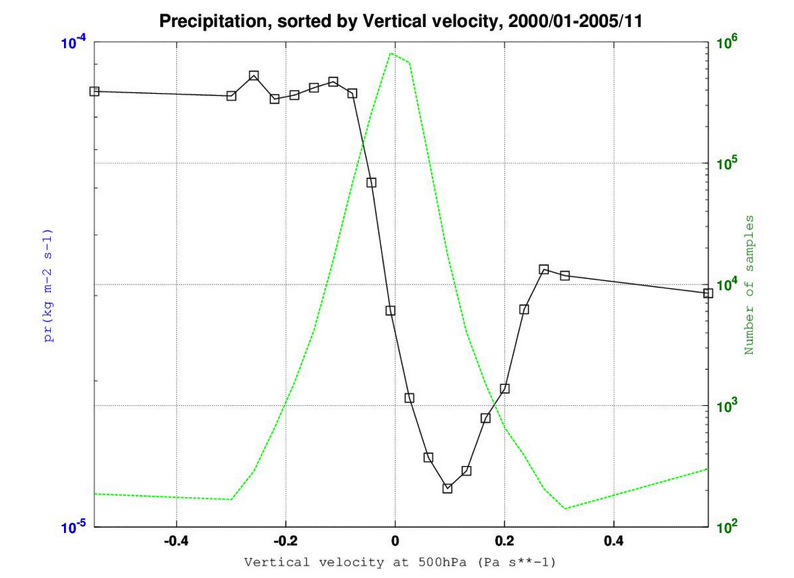 Precipitation, sorted by Vertical velocity, 2000/01-2005/11
10^-4
10^-5
pr(kg m-2 s-1)
10^6
10^5
10^4
10^3
10^2
Number of samples
-0.4 -0.2 0 0.2 0.4
Vertical velocity at 500hPa (Pa s**-1)